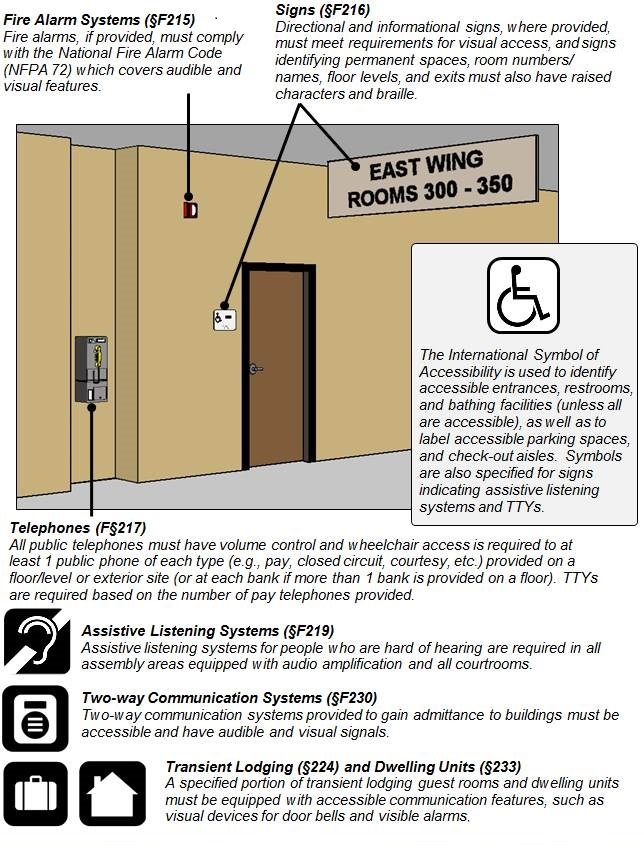 Fire Alarm Systems (§F215)
Fire alarms, if provided, must comply
with the National Fire Alarm Code
(NFPA 72) which covers audible and
visual features.
Signs (§F216)
Directional and informational signs, where provided,
must meet requirements for visual access, and signs
identifying permanent spaces, room numbers/
names, floor levels, and exits must also have raised
characters and braille.
EAST WING
ROOMS 300 - 350
The International Symbol of
Accessibility is used to identify
accessible entrances, restrooms,
and bathing facilities (unless all
are accessible), as well as to
label accessible parking spaces,
and check-out aisles. Symbols
are also specified for signs
indicating assistive listening
systems and TTYs.
Telephones (F§217)
All public telephones must have volume control and wheelchair access is required to at
least 1 public phone of each type (e.g., pay, closed circuit, courtesy, etc.) provided on a
floor/level or exterior site (or at each bank if more than 1 bank is provided on a floor). TTYs
are required based on the number of pay telephones provided.
Assistive Listening Systems (§F219)
Assistive listening systems for people who are hard of hearing are required in all
assembly areas equipped with audio amplification and all courtrooms.
Two-way Communication Systems (§F230)
Two-way communication systems provided to gain admittance to buildings must be
accessible and have audible and visual signals.
Transient Lodging (§224) and Dwelling Units (§233)
A specified portion of transient lodging guest rooms and dwelling units
must be equipped with accessible communication features, such as
visual devices for door bells and visible alarms.